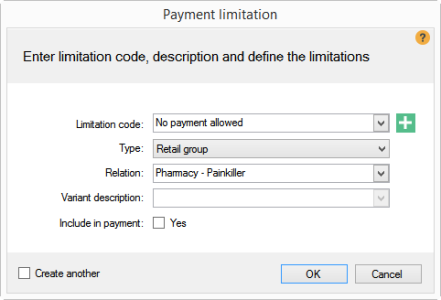 Payment limitation
?
Enter limitation code, description and define the limitations
Limitation code: No payment allowed
Type: Retail group
Relation: Pharmacy - Painkiller
Variant description:
Include in payment: Yes
Create another OK Cancel